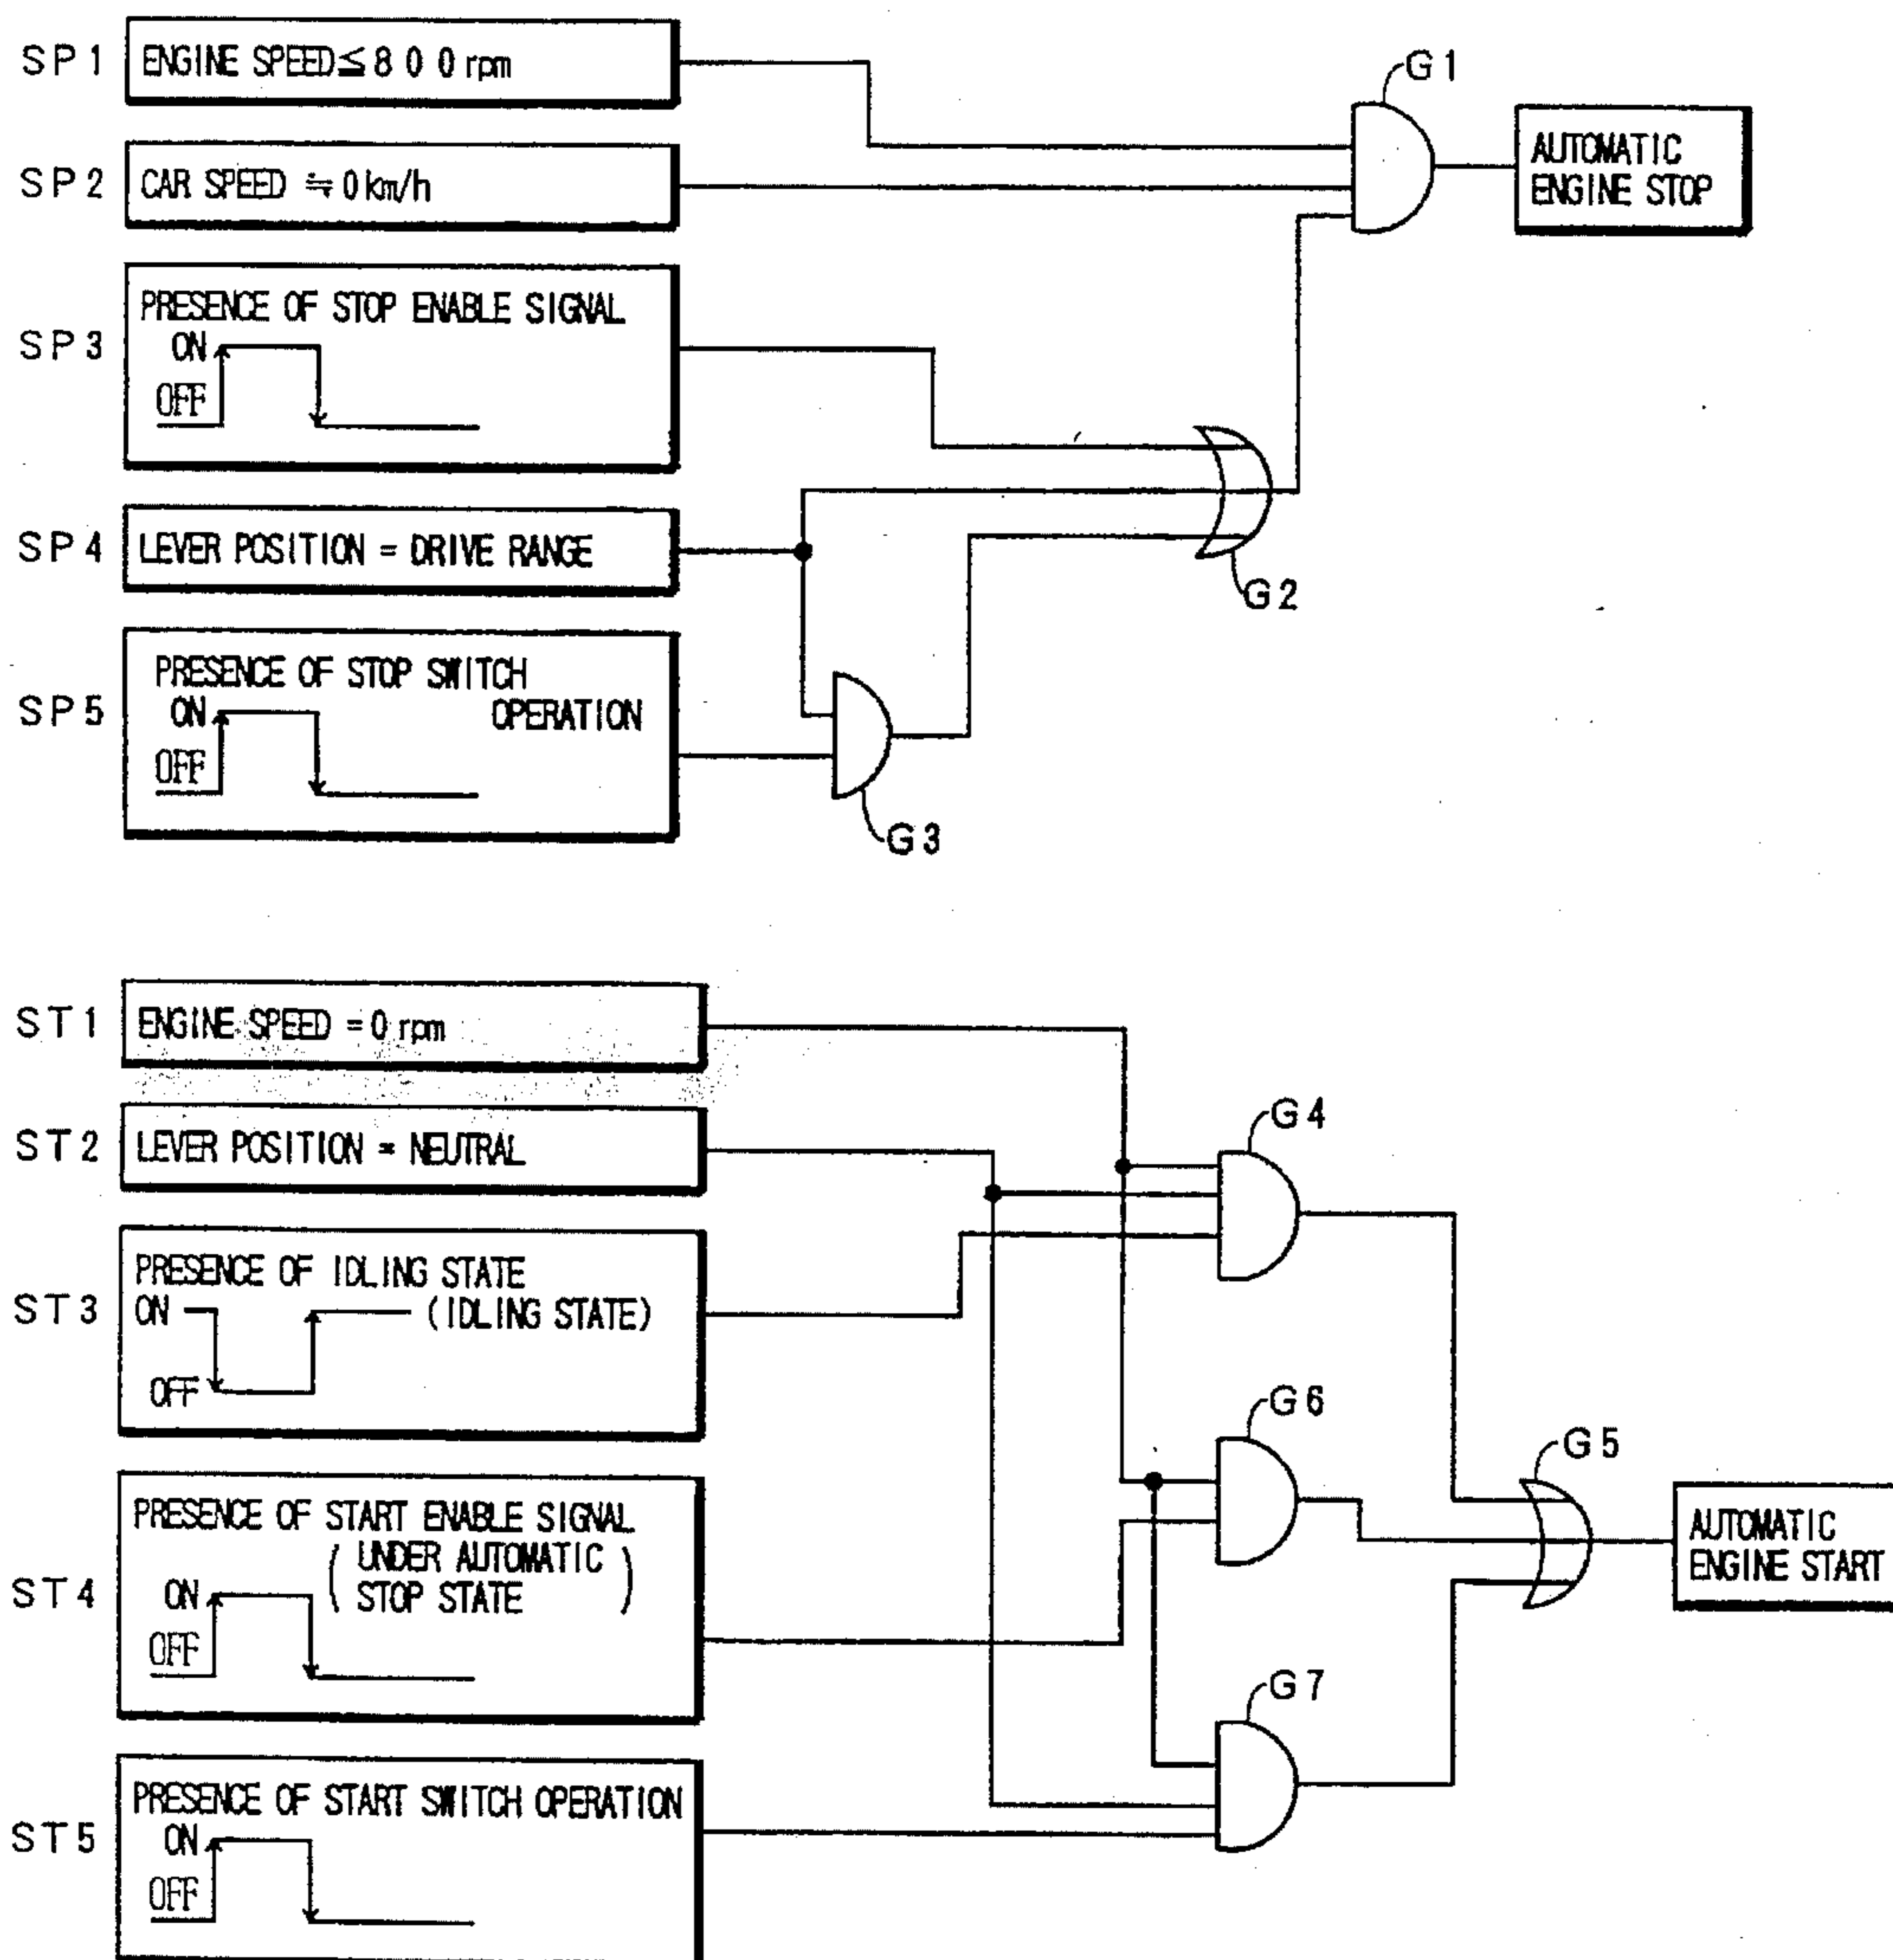 SP1 ENGINE SPEED≦800rpm
G1
SP2 CAR SPEED ≒0km/h
AUTOMATIC
ENGINE STOP
SP3 PRESENCE OF STOP ENABLE SIGNAL
ON
OFF
SP4 LEVER POSITION = DRIVE RANGE
G2
SP5 PRESENCE OF STOP SWITCH
ON OPERATION
OFF
G3
ST1 ENGINE SPEED =0 rpm
ST2 LEVER POSITION = NEUTRAL
G4
ST3 PRESENCE OF IDLING STATE
ON (IDLING STATE)
OFF
G6
G5
ST4 PRESENCE OF START ENABLE SIGNAL
( UNDER AUTOMATIC
STOP STATE )
ON
OFF
AUTOMATIC
ENGINE START
G7
ST5 PRESENCE OF START SWITCH OPERATION
ON
OFF